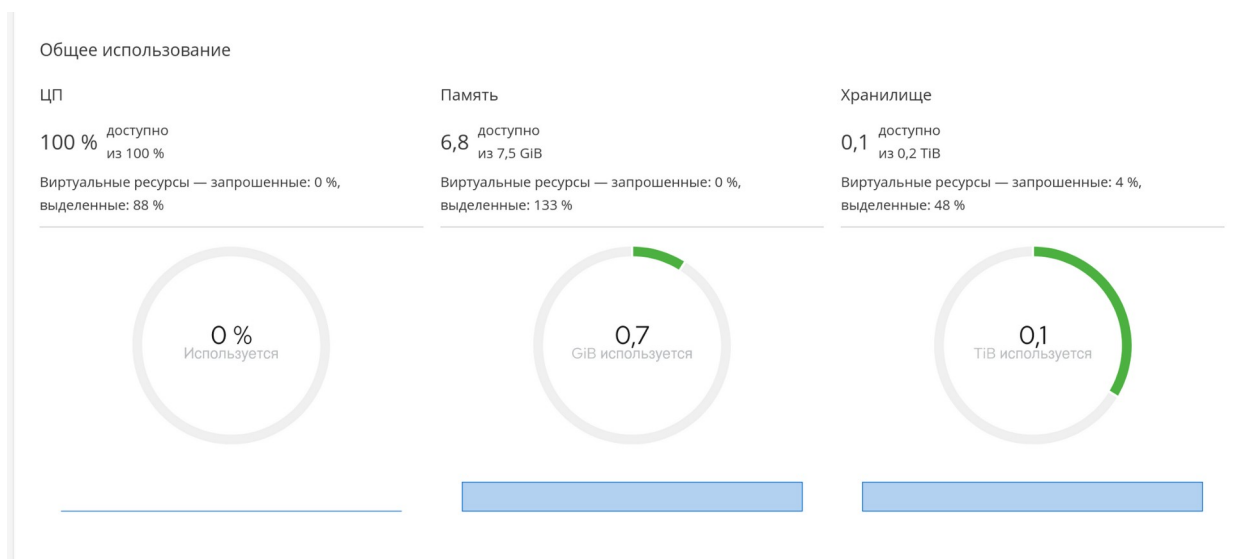 Общее использование
ЦП
100 % доступно
из 100 %
Виртуальные ресурсы — запрошенные: 0 %,
выделенные: 88 %
0 %
Используется
Память
6,8 доступно
из 7,5 GiB
Виртуальные ресурсы — запрошенные: 0 %,
выделенные: 133 %
0,7
GiB используется
Хранилище
0,1 доступно
из 0,2 TiB
Виртуальные ресурсы — запрошенные: 4 %,
выделенные: 48 %
0,1
TiB используется